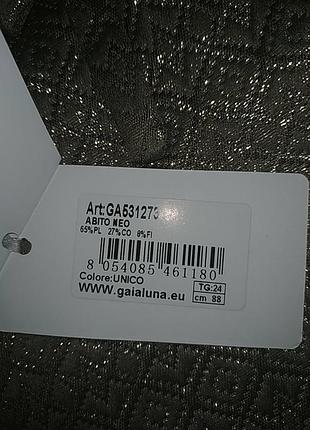 Art:GA531273
ABITO NEO
65%PL 27%CO 8%FI
8 054085 461180
Colore:UNICO
TG:24
www.gaialuna.eu
cm 88